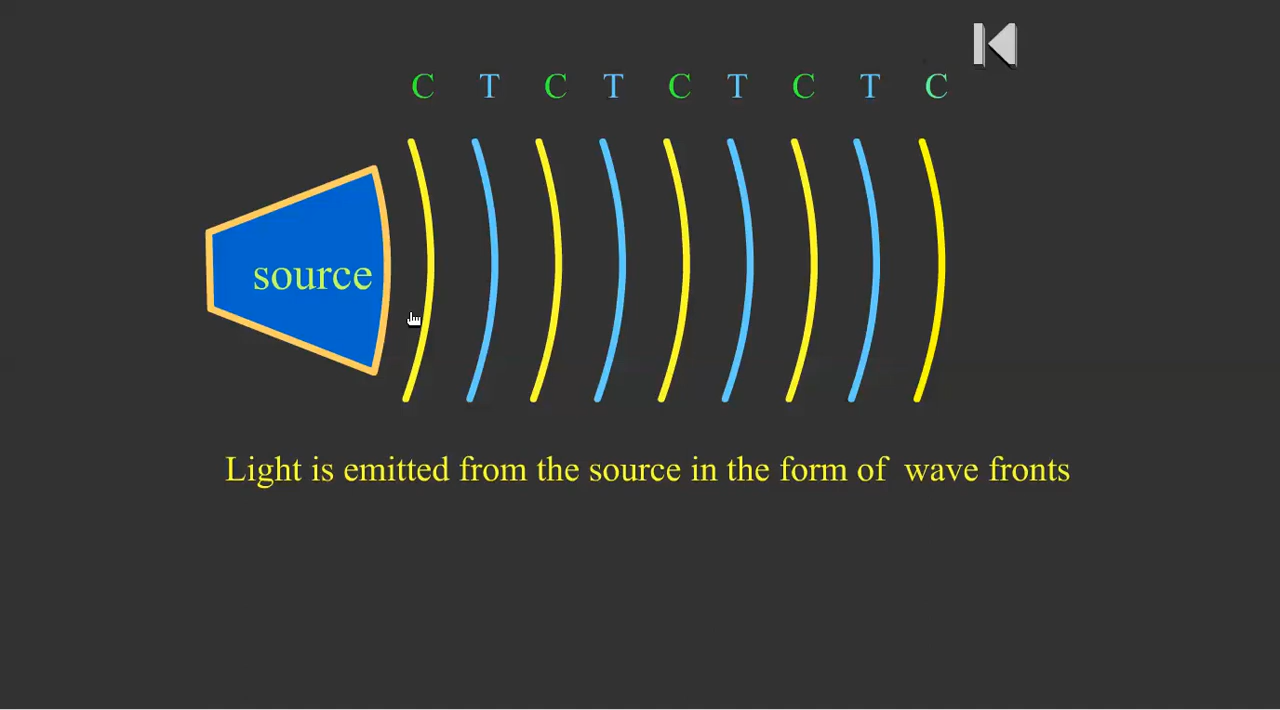 C T C T C T C T C
source
Light is emitted from the source in the form of wave fronts